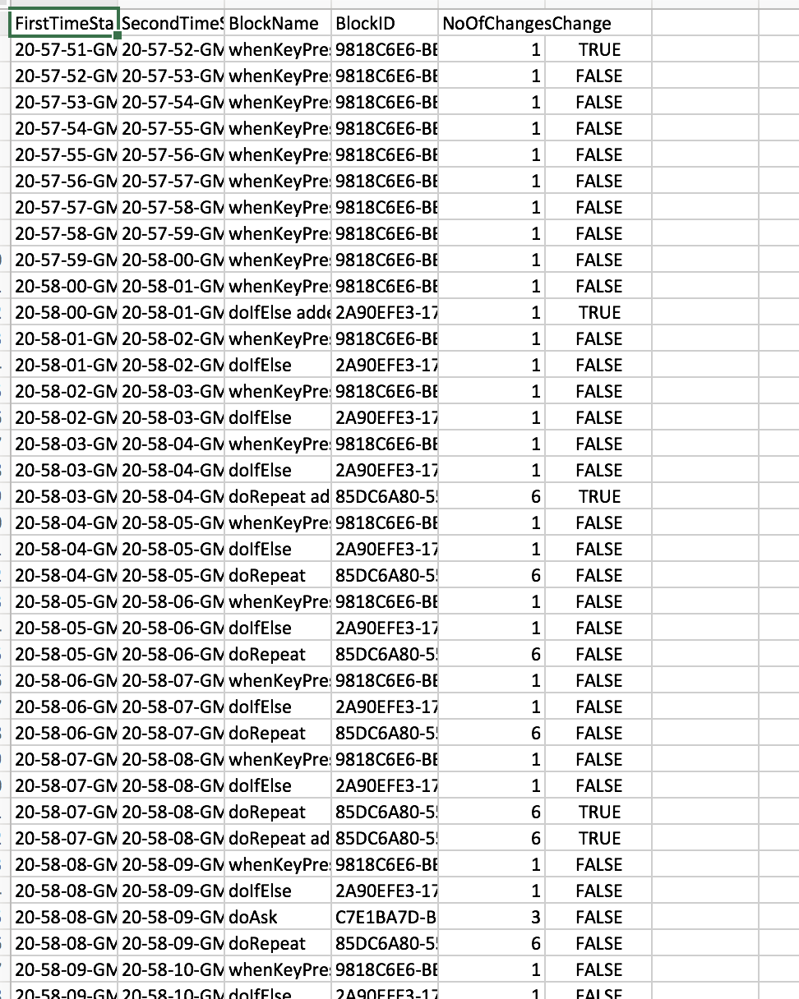 FirstTimeSta SecondTimeS BlockName BlockID NoOfChanges Change
20-57-51-GM 20-57-52-GM whenKeyPre 9818C6E6-BE 1 TRUE
20-57-52-GM 20-57-53-GM whenKeyPre 9818C6E6-BE 1 FALSE
20-57-53-GM 20-57-54-GM whenKeyPre 9818C6E6-BE 1 FALSE
20-57-54-GM 20-57-55-GM whenKeyPre 9818C6E6-BE 1 FALSE
20-57-55-GM 20-57-56-GM whenKeyPre 9818C6E6-BE 1 FALSE
20-57-56-GM 20-57-57-GM whenKeyPre 9818C6E6-BE 1 FALSE
20-57-57-GM 20-57-58-GM whenKeyPre 9818C6E6-BE 1 FALSE
20-57-58-GM 20-57-59-GM whenKeyPre 9818C6E6-BE 1 FALSE
20-57-59-GM 20-58-00-GM whenKeyPre 9818C6E6-BE 1 FALSE
20-58-00-GM 20-58-01-GM whenKeyPre 9818C6E6-BE 1 FALSE
20-58-00-GM 20-58-01-GM doIfElse adde 2A90EFE3-17 1 TRUE
20-58-01-GM 20-58-02-GM whenKeyPre 9818C6E6-BE 1 FALSE
20-58-01-GM 20-58-02-GM doIfElse 2A90EFE3-17 1 FALSE
20-58-02-GM 20-58-03-GM whenKeyPre 9818C6E6-BE 1 FALSE
20-58-02-GM 20-58-03-GM doIfElse 2A90EFE3-17 1 FALSE
20-58-03-GM 20-58-04-GM whenKeyPre 9818C6E6-BE 1 FALSE
20-58-03-GM 20-58-04-GM doIfElse 2A90EFE3-17 1 FALSE
20-58-03-GM 20-58-04-GM doRepeat ad 85DC6A80-5 6 TRUE
20-58-04-GM 20-58-05-GM whenKeyPre 9818C6E6-BE 1 FALSE
20-58-04-GM 20-58-05-GM doIfElse 2A90EFE3-17 1 FALSE
20-58-04-GM 20-58-05-GM doRepeat 85DC6A80-5 6 FALSE
20-58-05-GM 20-58-06-GM whenKeyPre 9818C6E6-BE 1 FALSE
20-58-05-GM 20-58-06-GM doIfElse 2A90EFE3-17 1 FALSE
20-58-05-GM 20-58-06-GM doRepeat 85DC6A80-5 6 FALSE
20-58-06-GM 20-58-07-GM whenKeyPre 9818C6E6-BE 1 FALSE
20-58-06-GM 20-58-07-GM doIfElse 2A90EFE3-17 1 FALSE
20-58-06-GM 20-58-07-GM doRepeat 85DC6A80-5 6 FALSE
20-58-07-GM 20-58-08-GM whenKeyPre 9818C6E6-BE 1 FALSE
20-58-07-GM 20-58-08-GM doIfElse 2A90EFE3-17 1 FALSE
20-58-07-GM 20-58-08-GM doRepeat 85DC6A80-5 6 TRUE
20-58-07-GM 20-58-08-GM doRepeat ad 85DC6A80-5 6 TRUE
20-58-08-GM 20-58-09-GM whenKeyPre 9818C6E6-BE 1 FALSE
20-58-08-GM 20-58-09-GM doIfElse 2A90EFE3-17 1 FALSE
20-58-08-GM 20-58-09-GM doAsk C7E1BA7D-B 3 FALSE
20-58-08-GM 20-58-09-GM doRepeat 85DC6A80-5 6 FALSE
20-58-09-GM 20-58-10-GM whenKeyPre 9818C6E6-BE 1 FALSE
20-58-09-GM 20-58-10-GM doIfElse 2A90EFE3-17 1 FALSE